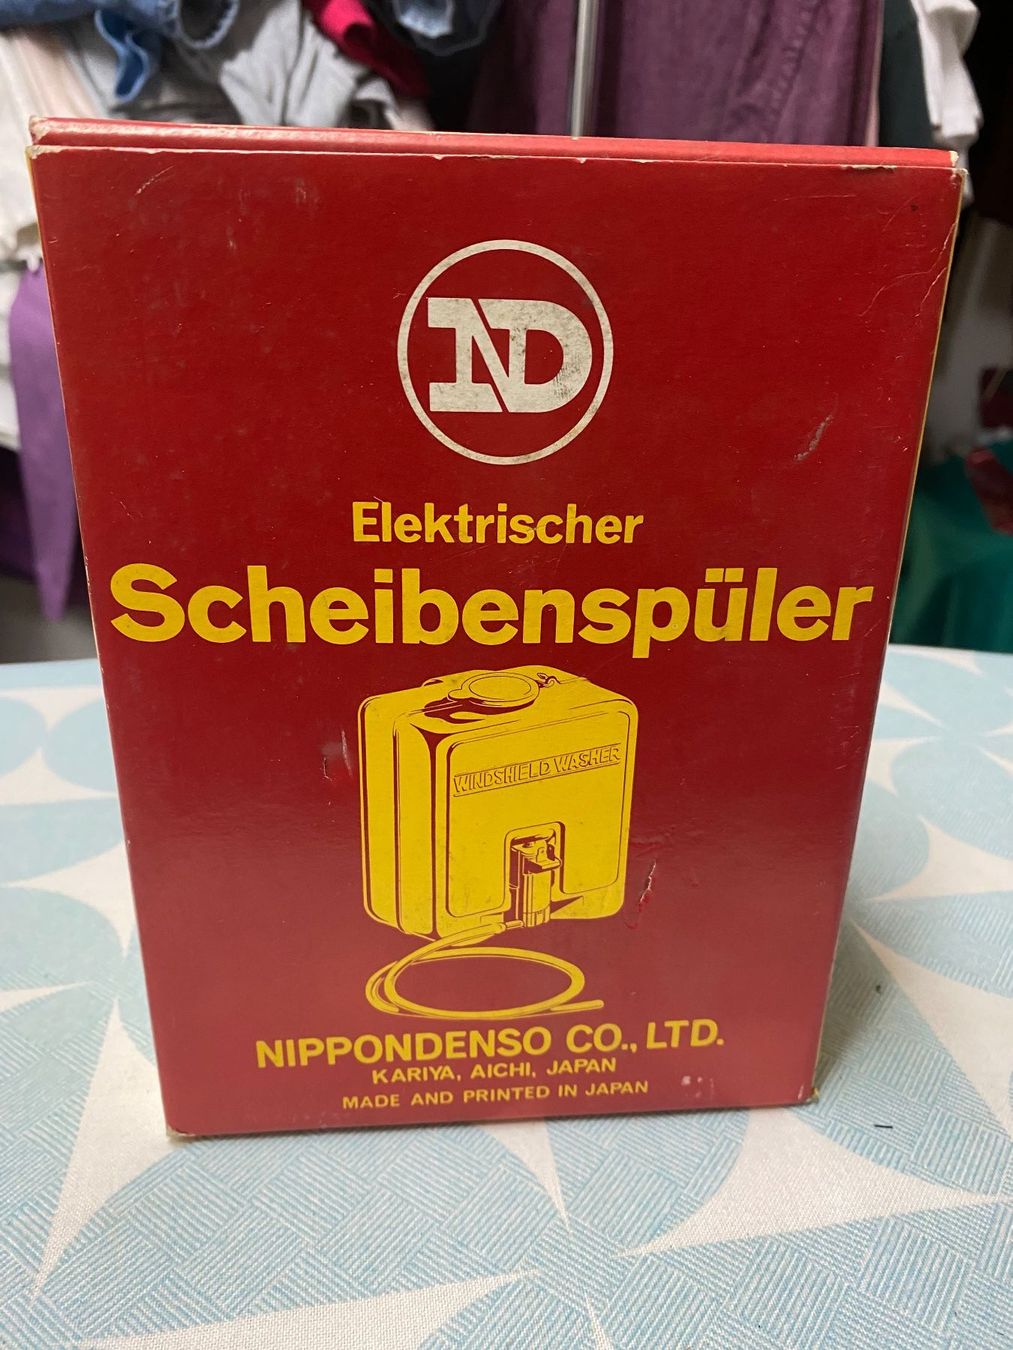 ND
Elektrischer
Scheibenspüler
WINDSHIELD WASHER
NIPPONDENSO CO., LTD.
KARIYA, AICHI, JAPAN
MADE AND PRINTED IN JAPAN